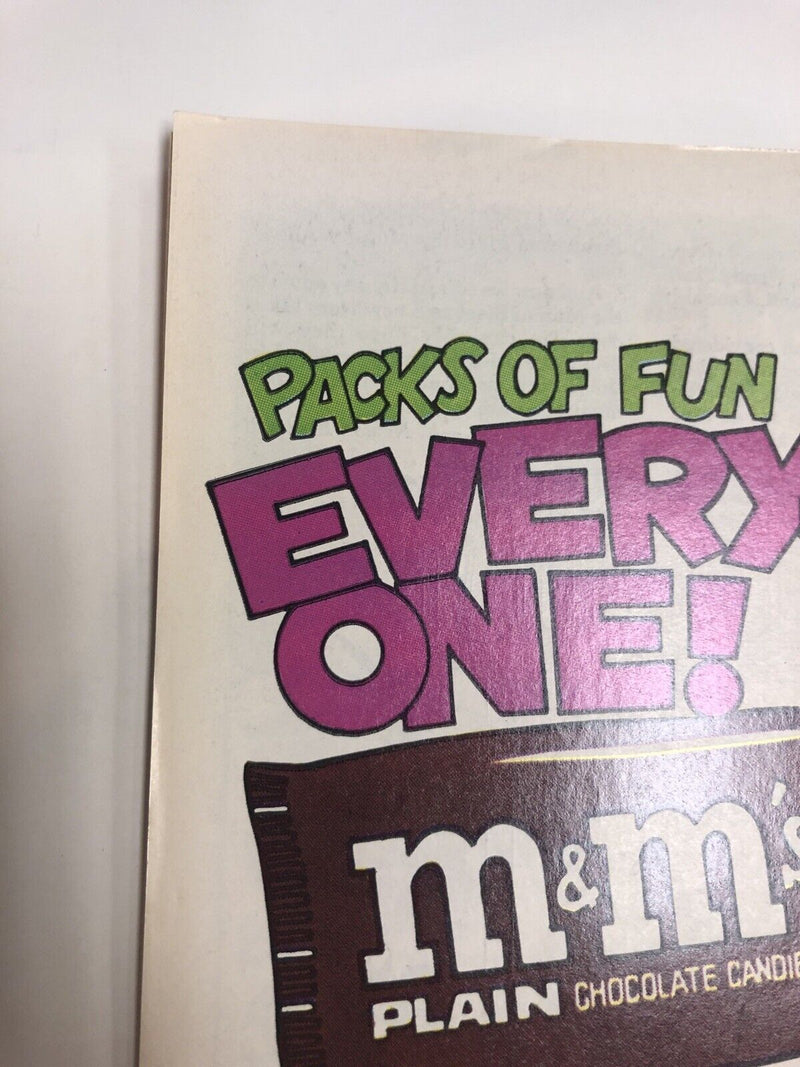 PACKS OF FUN
EVERY
ONE!
m&m's
PLAIN CHOCOLATE CANDIE